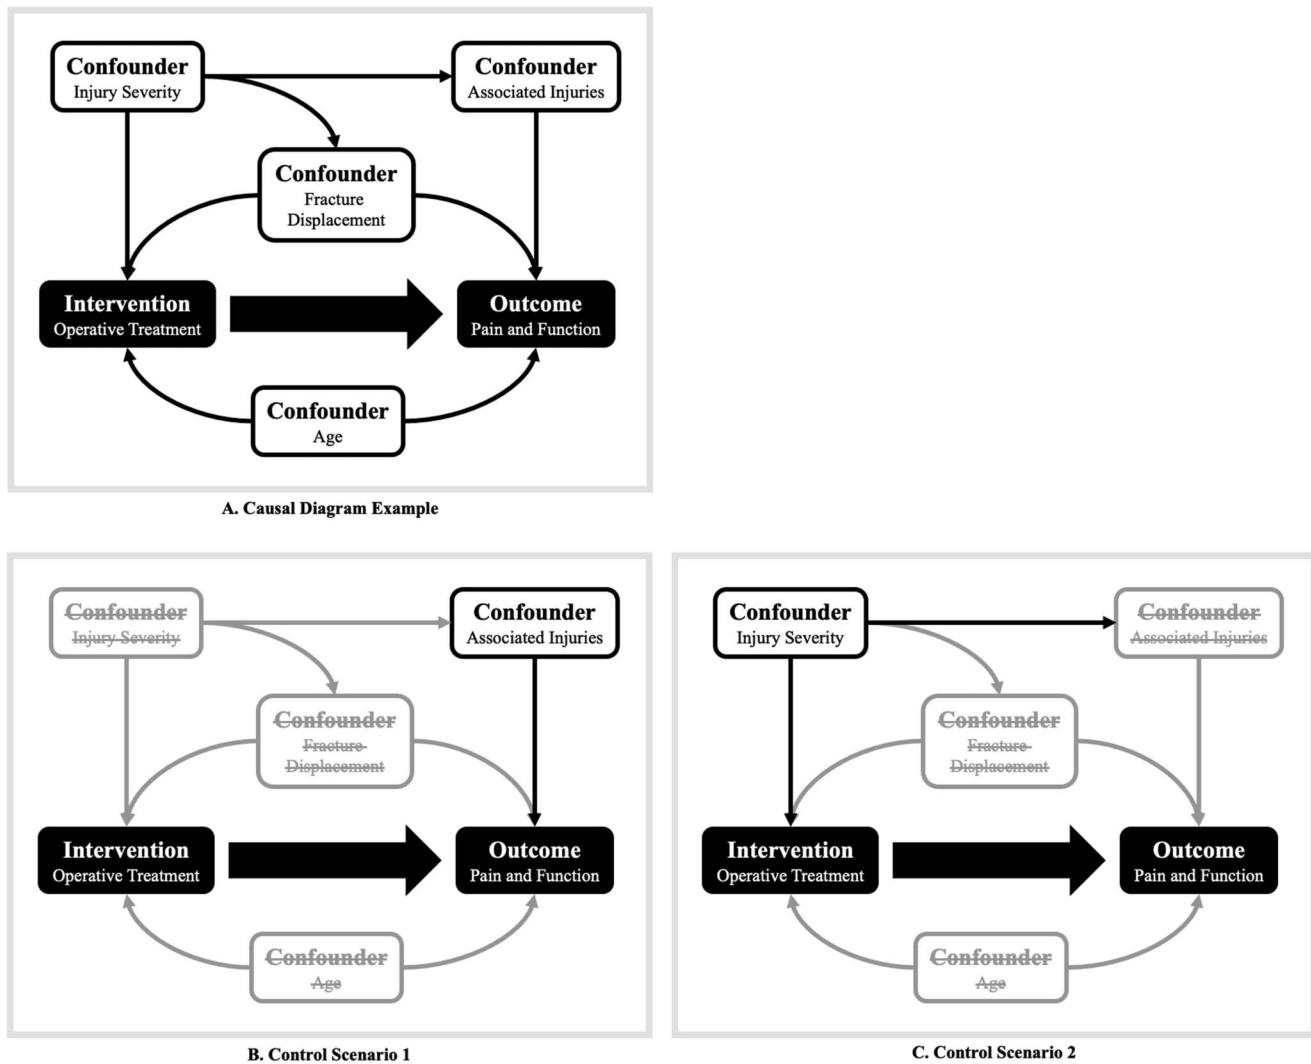 Confounder
Injury Severity
Confounder
Associated Injuries
Confounder
Fracture
Displacement
Intervention
Operative Treatment
Outcome
Pain and Function
Confounder
Age
A. Causal Diagram Example
Confounder
Injury Severity
Confounder
Associated Injuries
Confounder
Fracture
Displacement
Intervention
Operative Treatment
Outcome
Pain and Function
Confounder
Age
B. Control Scenario 1
Confounder
Injury Severity
Confounder
Associated Injuries
Confounder
Fracture
Displacement
Intervention
Operative Treatment
Outcome
Pain and Function
Confounder
Age
C. Control Scenario 2